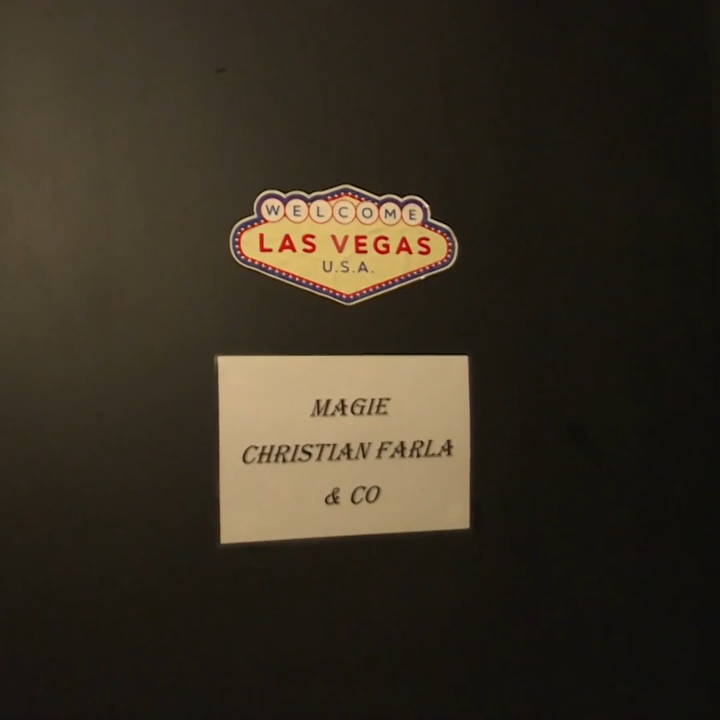 WELCOME
LAS VEGAS
U.S.A.
MAGIE
CHRISTIAN FARLA
& CO